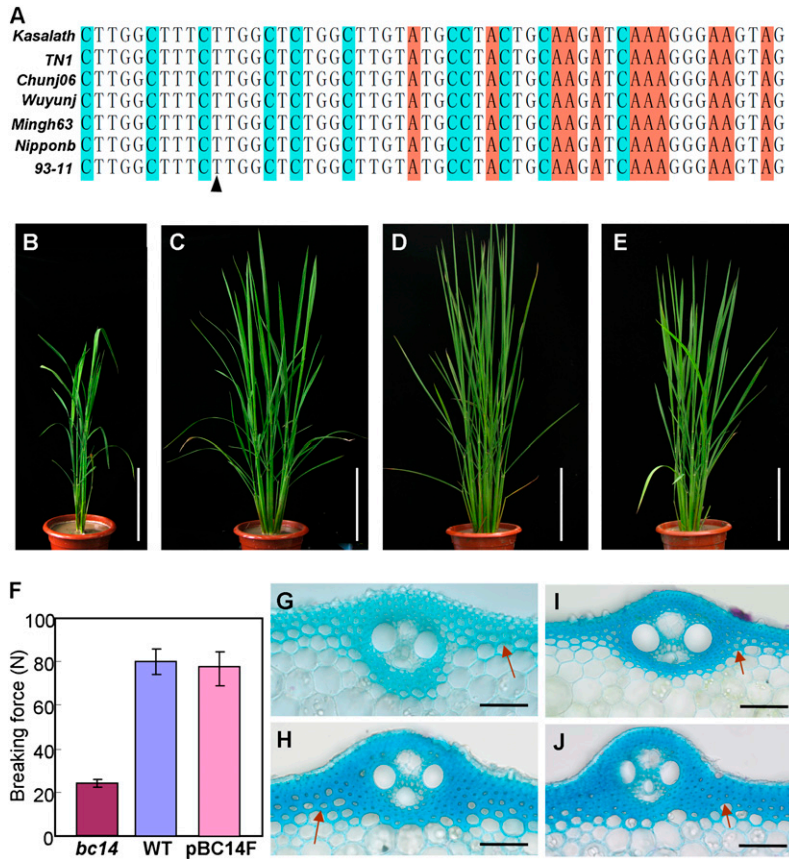 A
Kasalath CTTGGCTTTCTTGGCTCTGGCTTGTATGCCTACTGCAAGATCAAAGGGAAGTAG
TN1 CTTGGCTTTCTTGGCTCTGGCTTGTATGCCTACTGCAAGATCAAAGGGAAGTAG
Chunj06 CTTGGCTTTCTTGGCTCTGGCTTGTATGCCTACTGCAAGATCAAAGGGAAGTAG
Wuyunj CTTGGCTTTCTTGGCTCTGGCTTGTATGCCTACTGCAAGATCAAAGGGAAGTAG
Mingh63 CTTGGCTTTCTTGGCTCTGGCTTGTATGCCTACTGCAAGATCAAAGGGAAGTAG
Nipponb CTTGGCTTTCTTGGCTCTGGCTTGTATGCCTACTGCAAGATCAAAGGGAAGTAG
93-11 CTTGGCTTTCTTGGCTCTGGCTTGTATGCCTACTGCAAGATCAAAGGGAAGTAG
B
C
D
E
F
Breaking force (N)
100
80
60
40
20
0
bc14 WT pBC14F
G
I
H
J